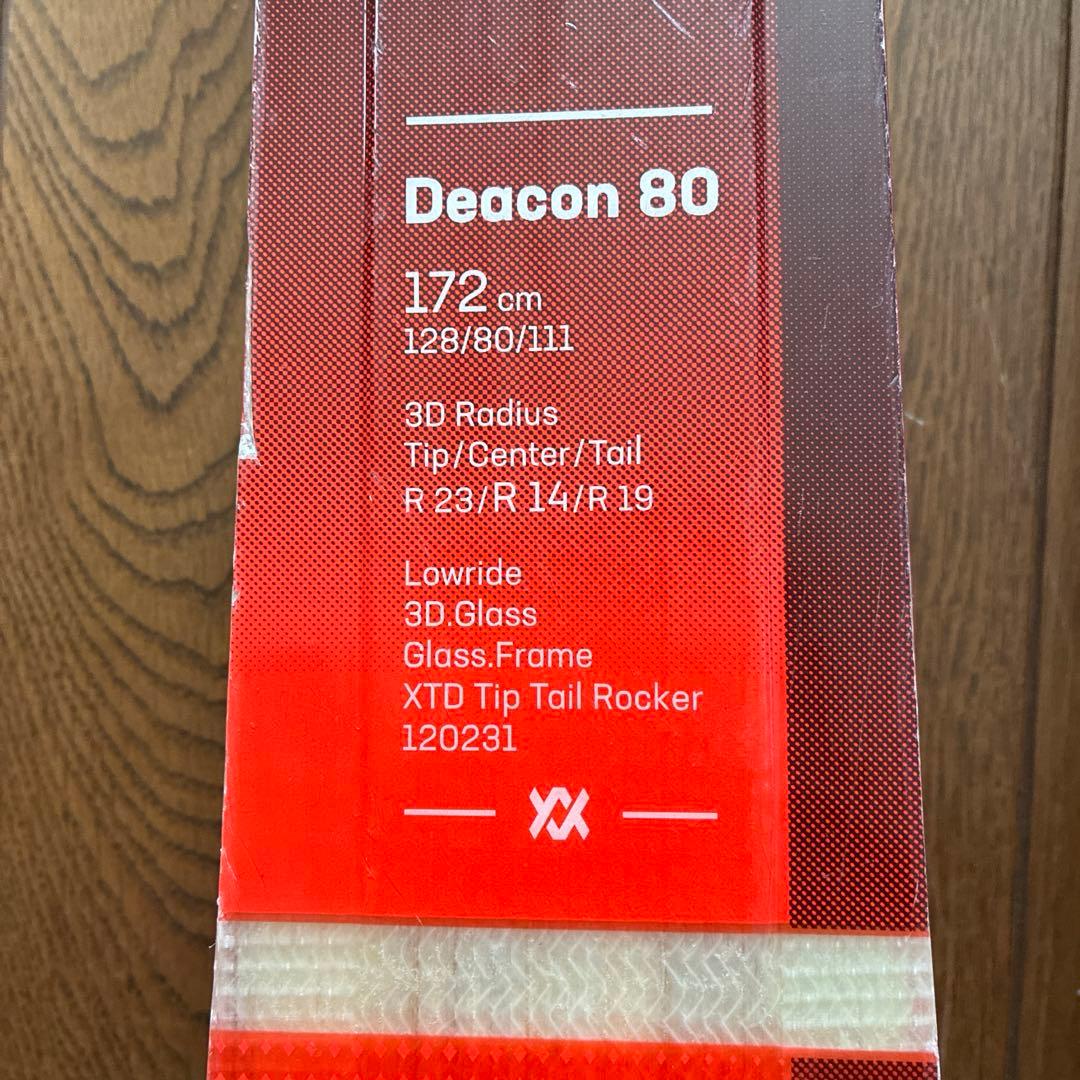 Deacon 80
172 cm
128/80/111
3D Radius
Tip/Center/Tail
R 23/R 14/R 19
Lowride
3D.Glass
Glass.Frame
XTD Tip Tail Rocker
120231